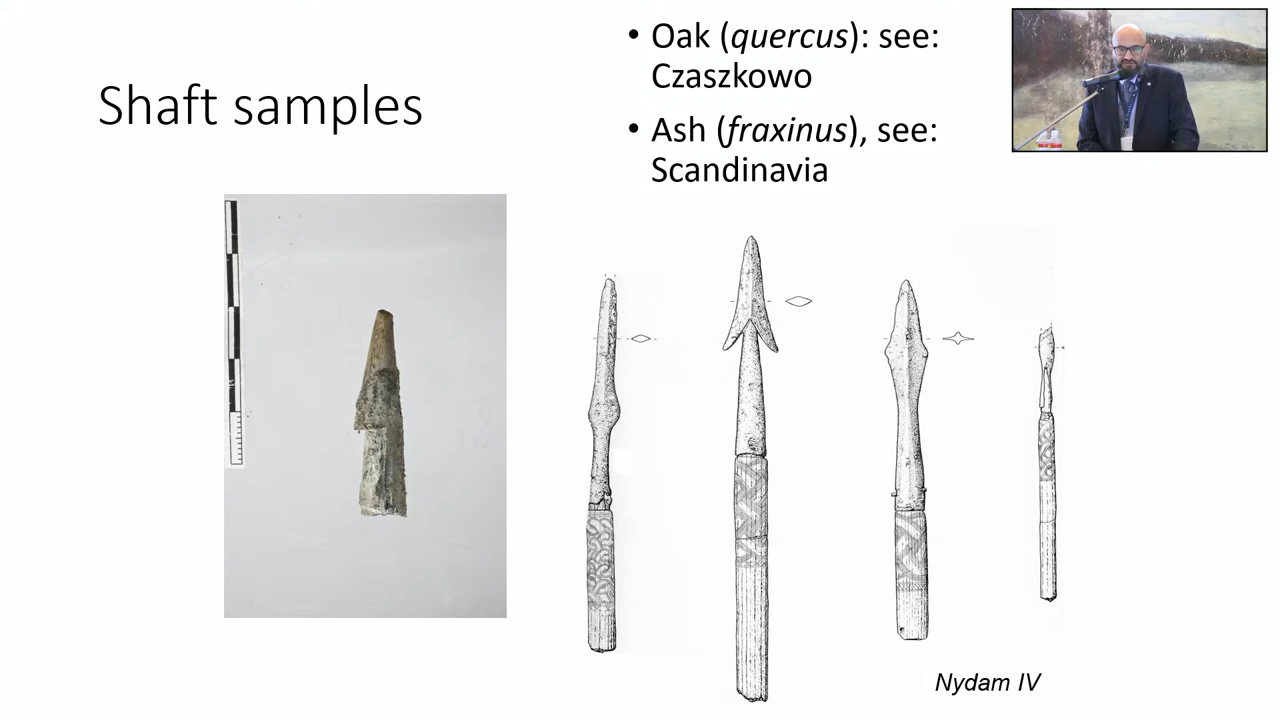 Shaft samples
• Oak (quercus): see:
Czaszkowo
• Ash (fraxinus), see:
Scandinavia
Nydam IV